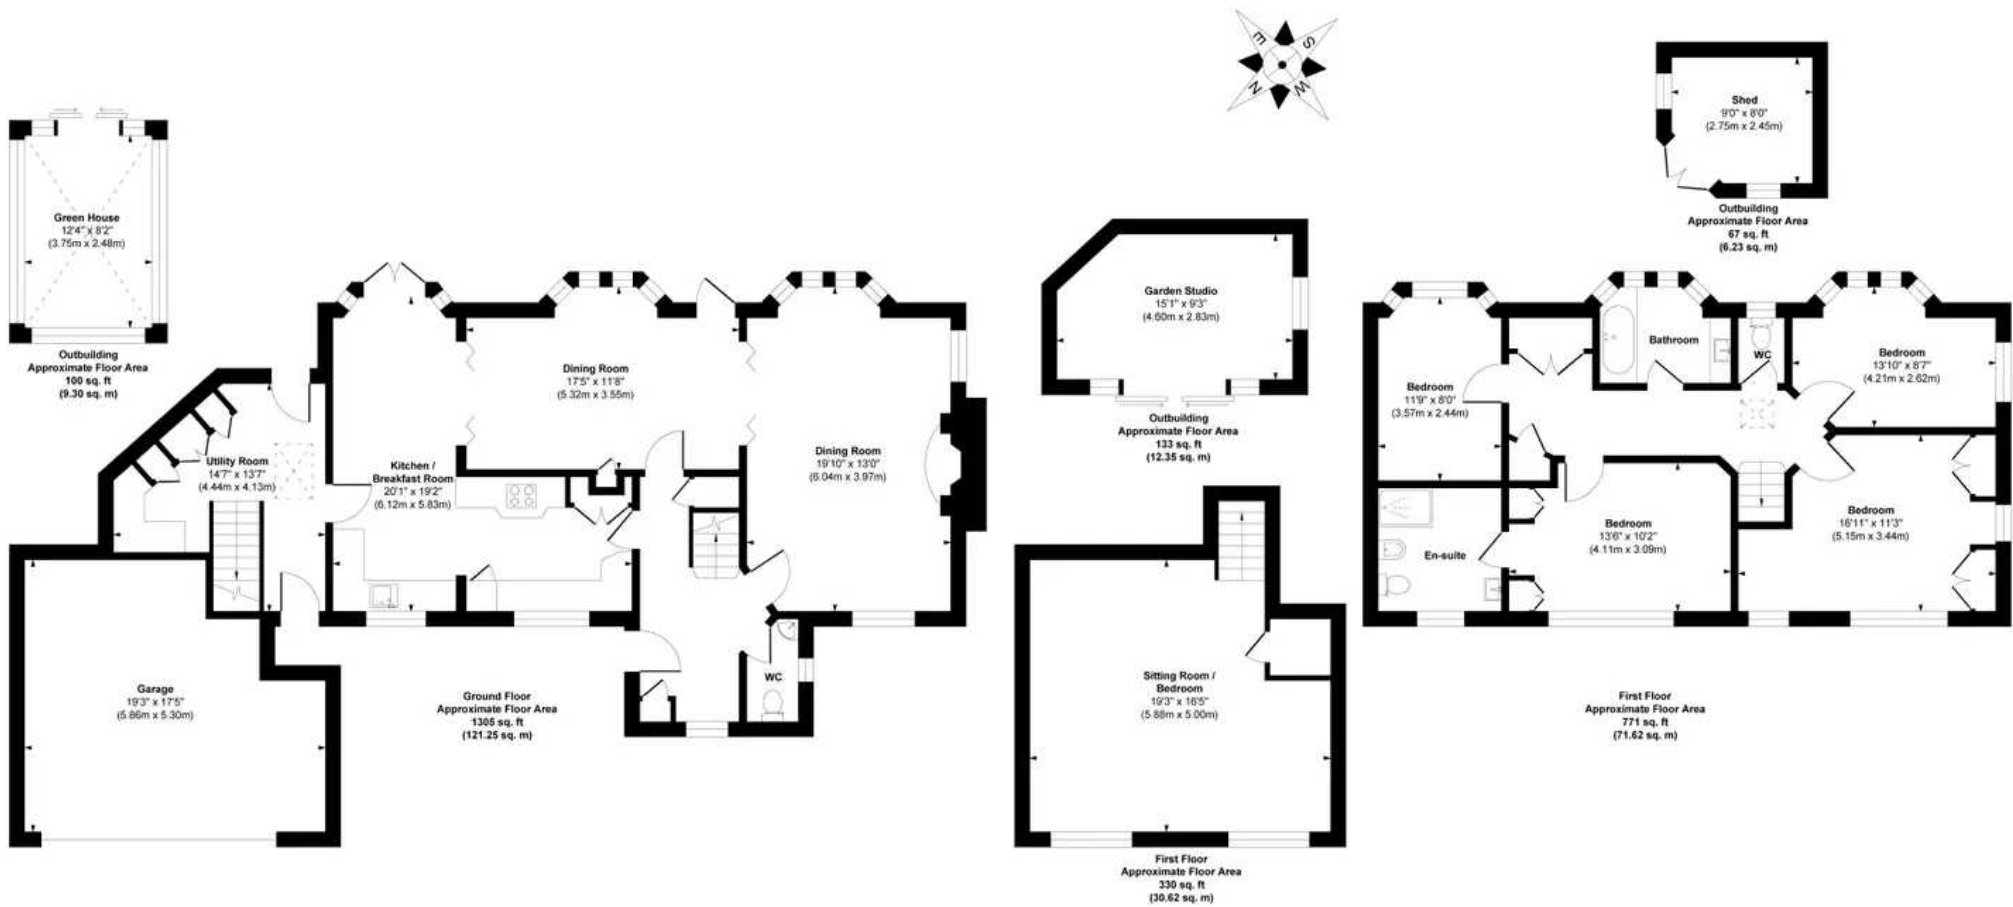 E
S
N
W
Shed
9'0" x 8'0"
(2.75m x 2.45m)
Outbuilding
Approximate Floor Area
67 sq. ft
(6.23 sq. m)
Green House
12'4" x 8'2"
(3.75m x 2.48m)
Outbuilding
Approximate Floor Area
100 sq. ft
(9.30 sq. m)
Utility Room
14'7" x 13'7"
(4.44m x 4.13m)
Kitchen /
Breakfast Room
20'1" x 19'2"
(6.12m x 5.83m)
Dining Room
17'5" x 11'8"
(5.32m x 3.55m)
Dining Room
19'10" x 13'0"
(6.04m x 3.97m)
WC
Garage
19'3" x 17'5"
(5.86m x 5.30m)
Ground Floor
Approximate Floor Area
1305 sq. ft
(121.25 sq. m)
Garden Studio
15'1" x 9'3"
(4.60m x 2.83m)
Outbuilding
Approximate Floor Area
133 sq. ft
(12.35 sq. m)
Sitting Room /
Bedroom
19'3" x 16'5"
(5.88m x 5.00m)
First Floor
Approximate Floor Area
330 sq. ft
(30.62 sq. m)
Bedroom
11'9" x 8'0"
(3.57m x 2.44m)
Bathroom
WC
Bedroom
13'10" x 8'7"
(4.21m x 2.62m)
En-suite
Bedroom
13'6" x 10'2"
(4.11m x 3.09m)
Bedroom
16'11" x 11'3"
(5.15m x 3.44m)
First Floor
Approximate Floor Area
771 sq. ft
(71.62 sq. m)